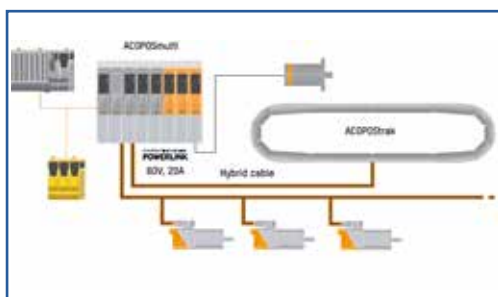 ACOPOSmulti
ACOPOStrak
POWERLINK
80V, 20A
Hybrid cable